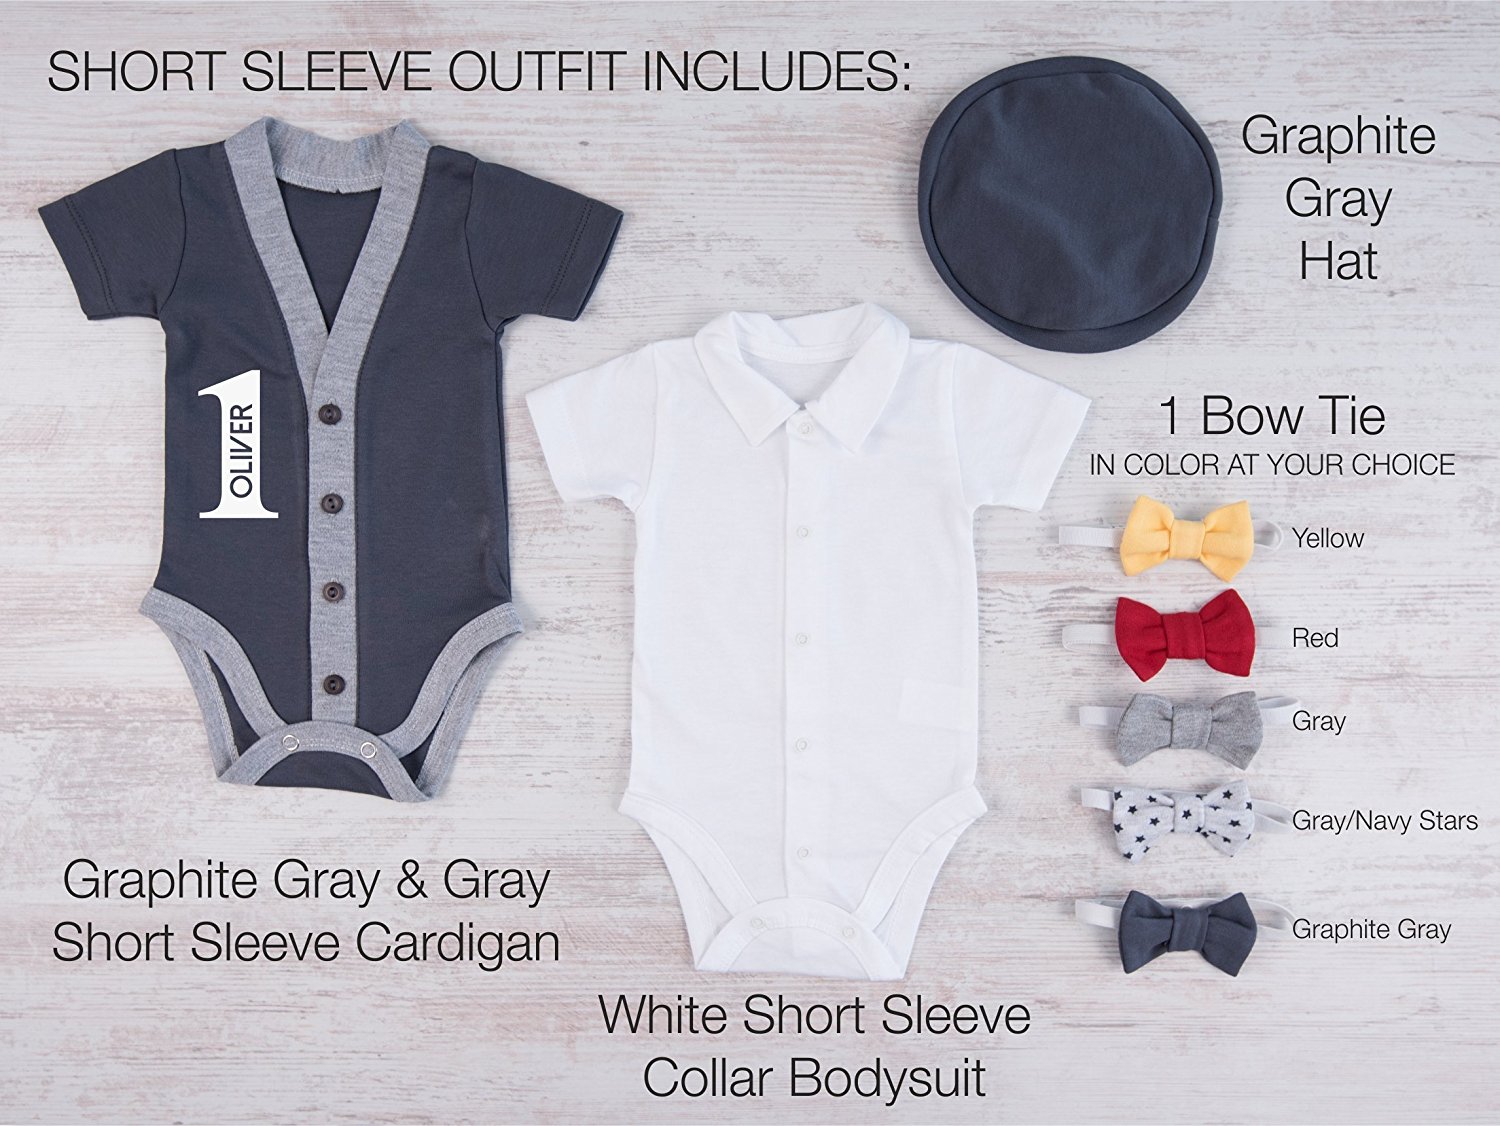 SHORT SLEEVE OUTFIT INCLUDES:
Graphite
Gray
Hat
1
OLIVER
1 Bow Tie
IN COLOR AT YOUR CHOICE
Yellow
Red
Gray
Gray/Navy Stars
Graphite Gray
Graphite Gray & Gray
Short Sleeve Cardigan
White Short Sleeve
Collar Bodysuit